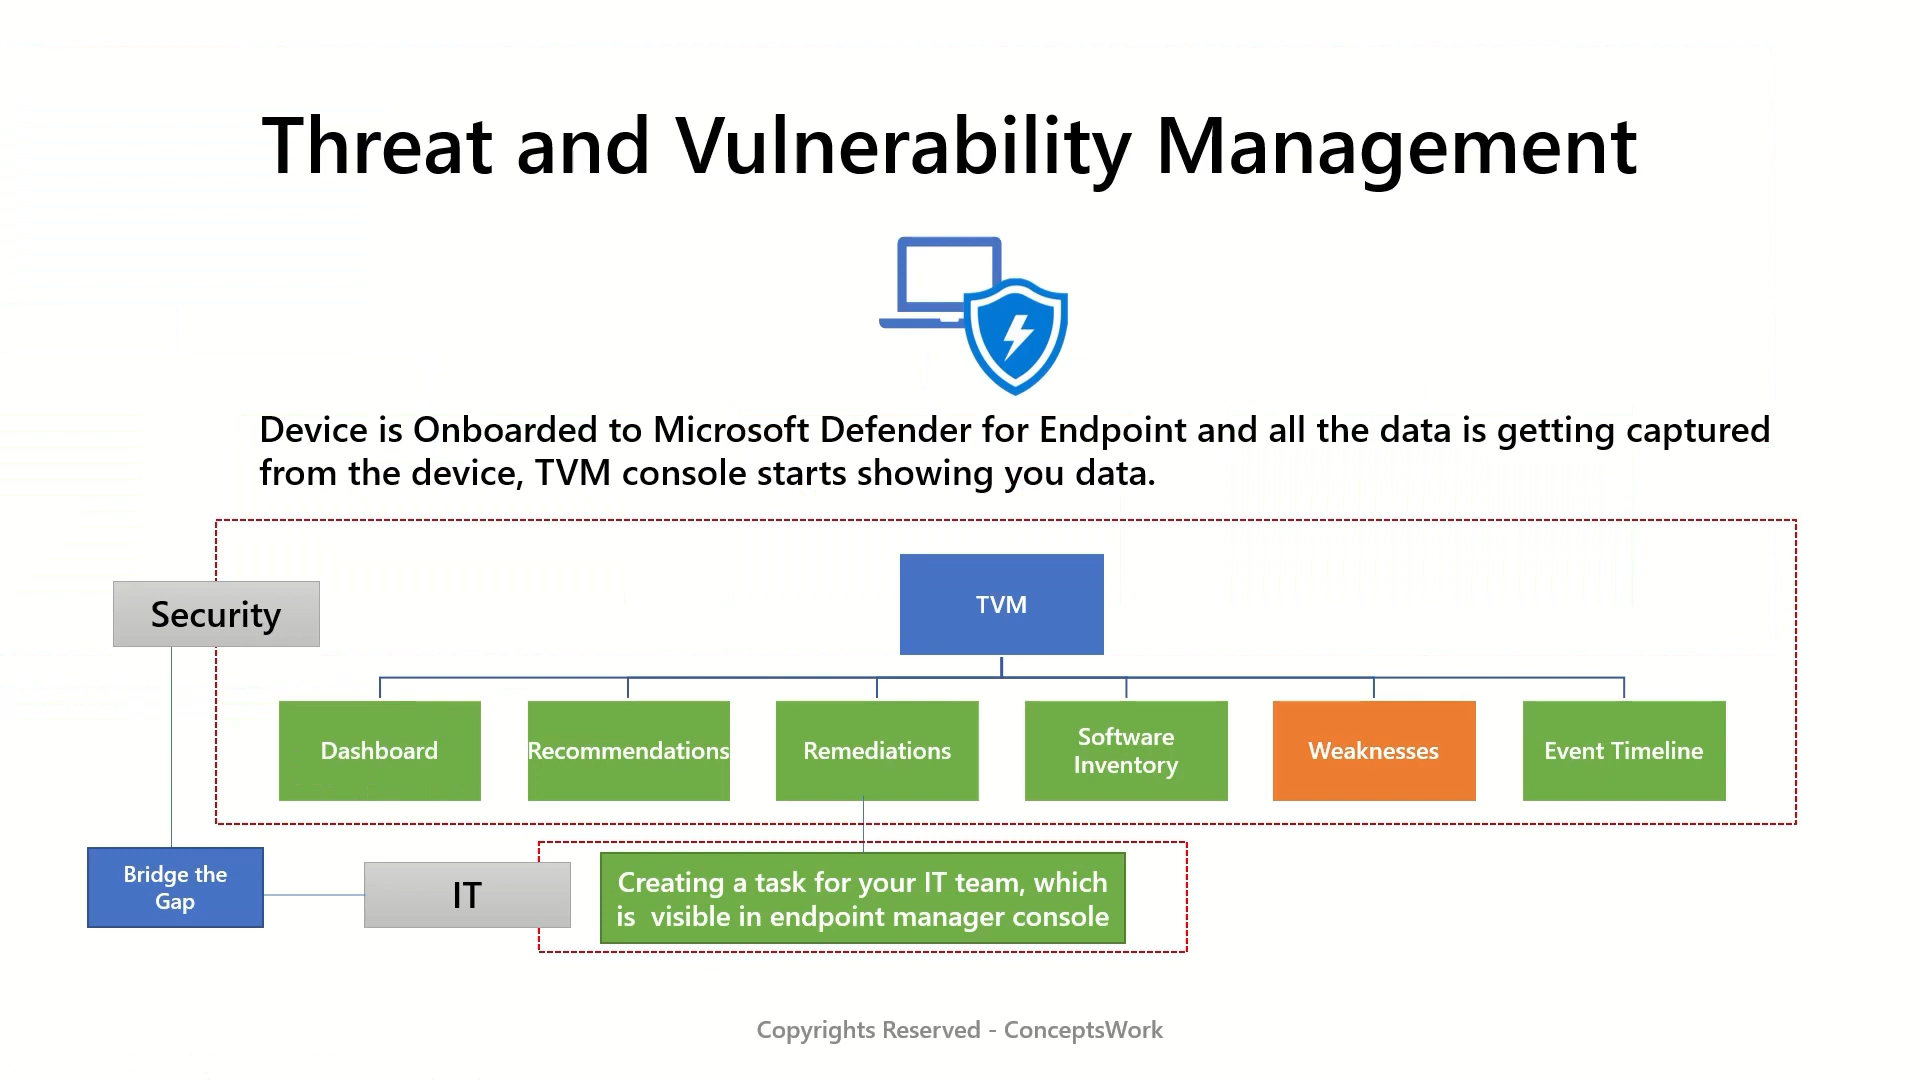 Threat and Vulnerability Management
Device is Onboarded to Microsoft Defender for Endpoint and all the data is getting captured
from the device, TVM console starts showing you data.
Security
TVM
Dashboard
Recommendations
Remediations
Software
Inventory
Weaknesses
Event Timeline
Bridge the
Gap
IT
Creating a task for your IT team, which
is  visible in endpoint manager console
Copyrights Reserved - ConceptsWork